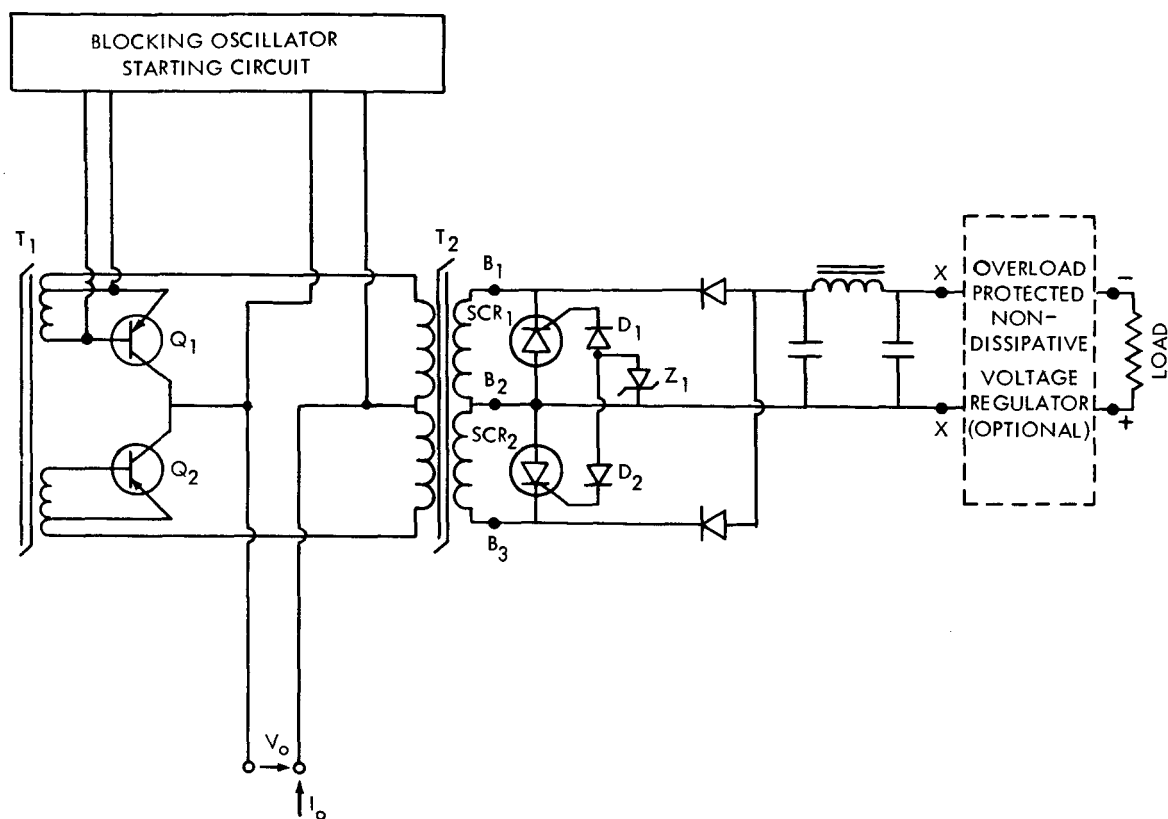 BLOCKING OSCILLATOR
STARTING CIRCUIT
T1
T2
B1
SCR1
D1
Q1
Z1
B2
SCR2
Q2
D2
B3
X
X
OVERLOAD
PROTECTED
NON-
DISSIPATIVE
VOLTAGE
REGULATOR
(OPTIONAL)
−
+
LOAD
Vo
Io